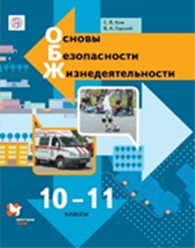 С.В. Ким
В.А. Горский
Основы
Безопасности
Жизнедеятельности
10–11
классы